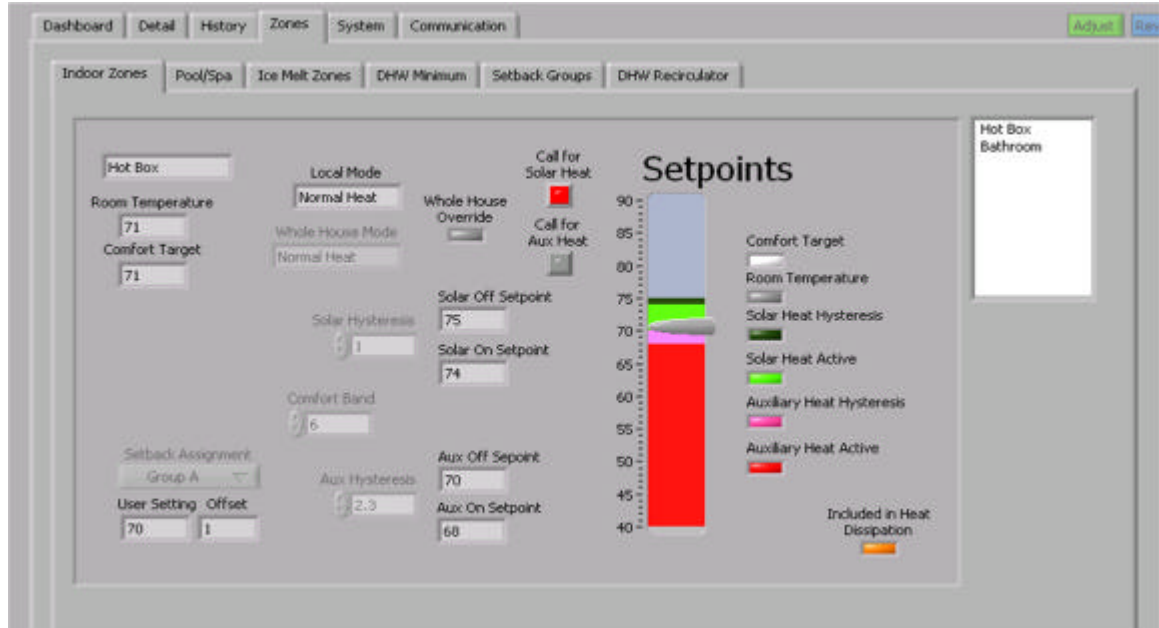 Dashboard Detail History Zones System Communication Adjust
Indoor Zones Pool/Spa Ice Melt Zones DHW Minimum Setback Groups DHW Recirculator
Hot Box
Bathroom
Hot Box
Room Temperature
71
Comfort Target
71
Local Mode
Normal Heat
Whole House Mode
Normal Heat
Whole House
Override
Call for
Solar Heat
Call for
Aux Heat
Solar Hysteresis
1
Solar Off Setpoint
75
Solar On Setpoint
74
Comfort Band
6
Setback Assignment
Group A
User Setting Offset
70 1
Aux Hysteresis
2.3
Aux Off Sepoint
70
Aux On Setpoint
68
Setpoints
90
85
80
75
70
65
60
55
50
45
40
Comfort Target
Room Temperature
Solar Heat Hysteresis
Solar Heat Active
Auxiliary Heat Hysteresis
Auxiliary Heat Active
Included in Heat
Dissipation